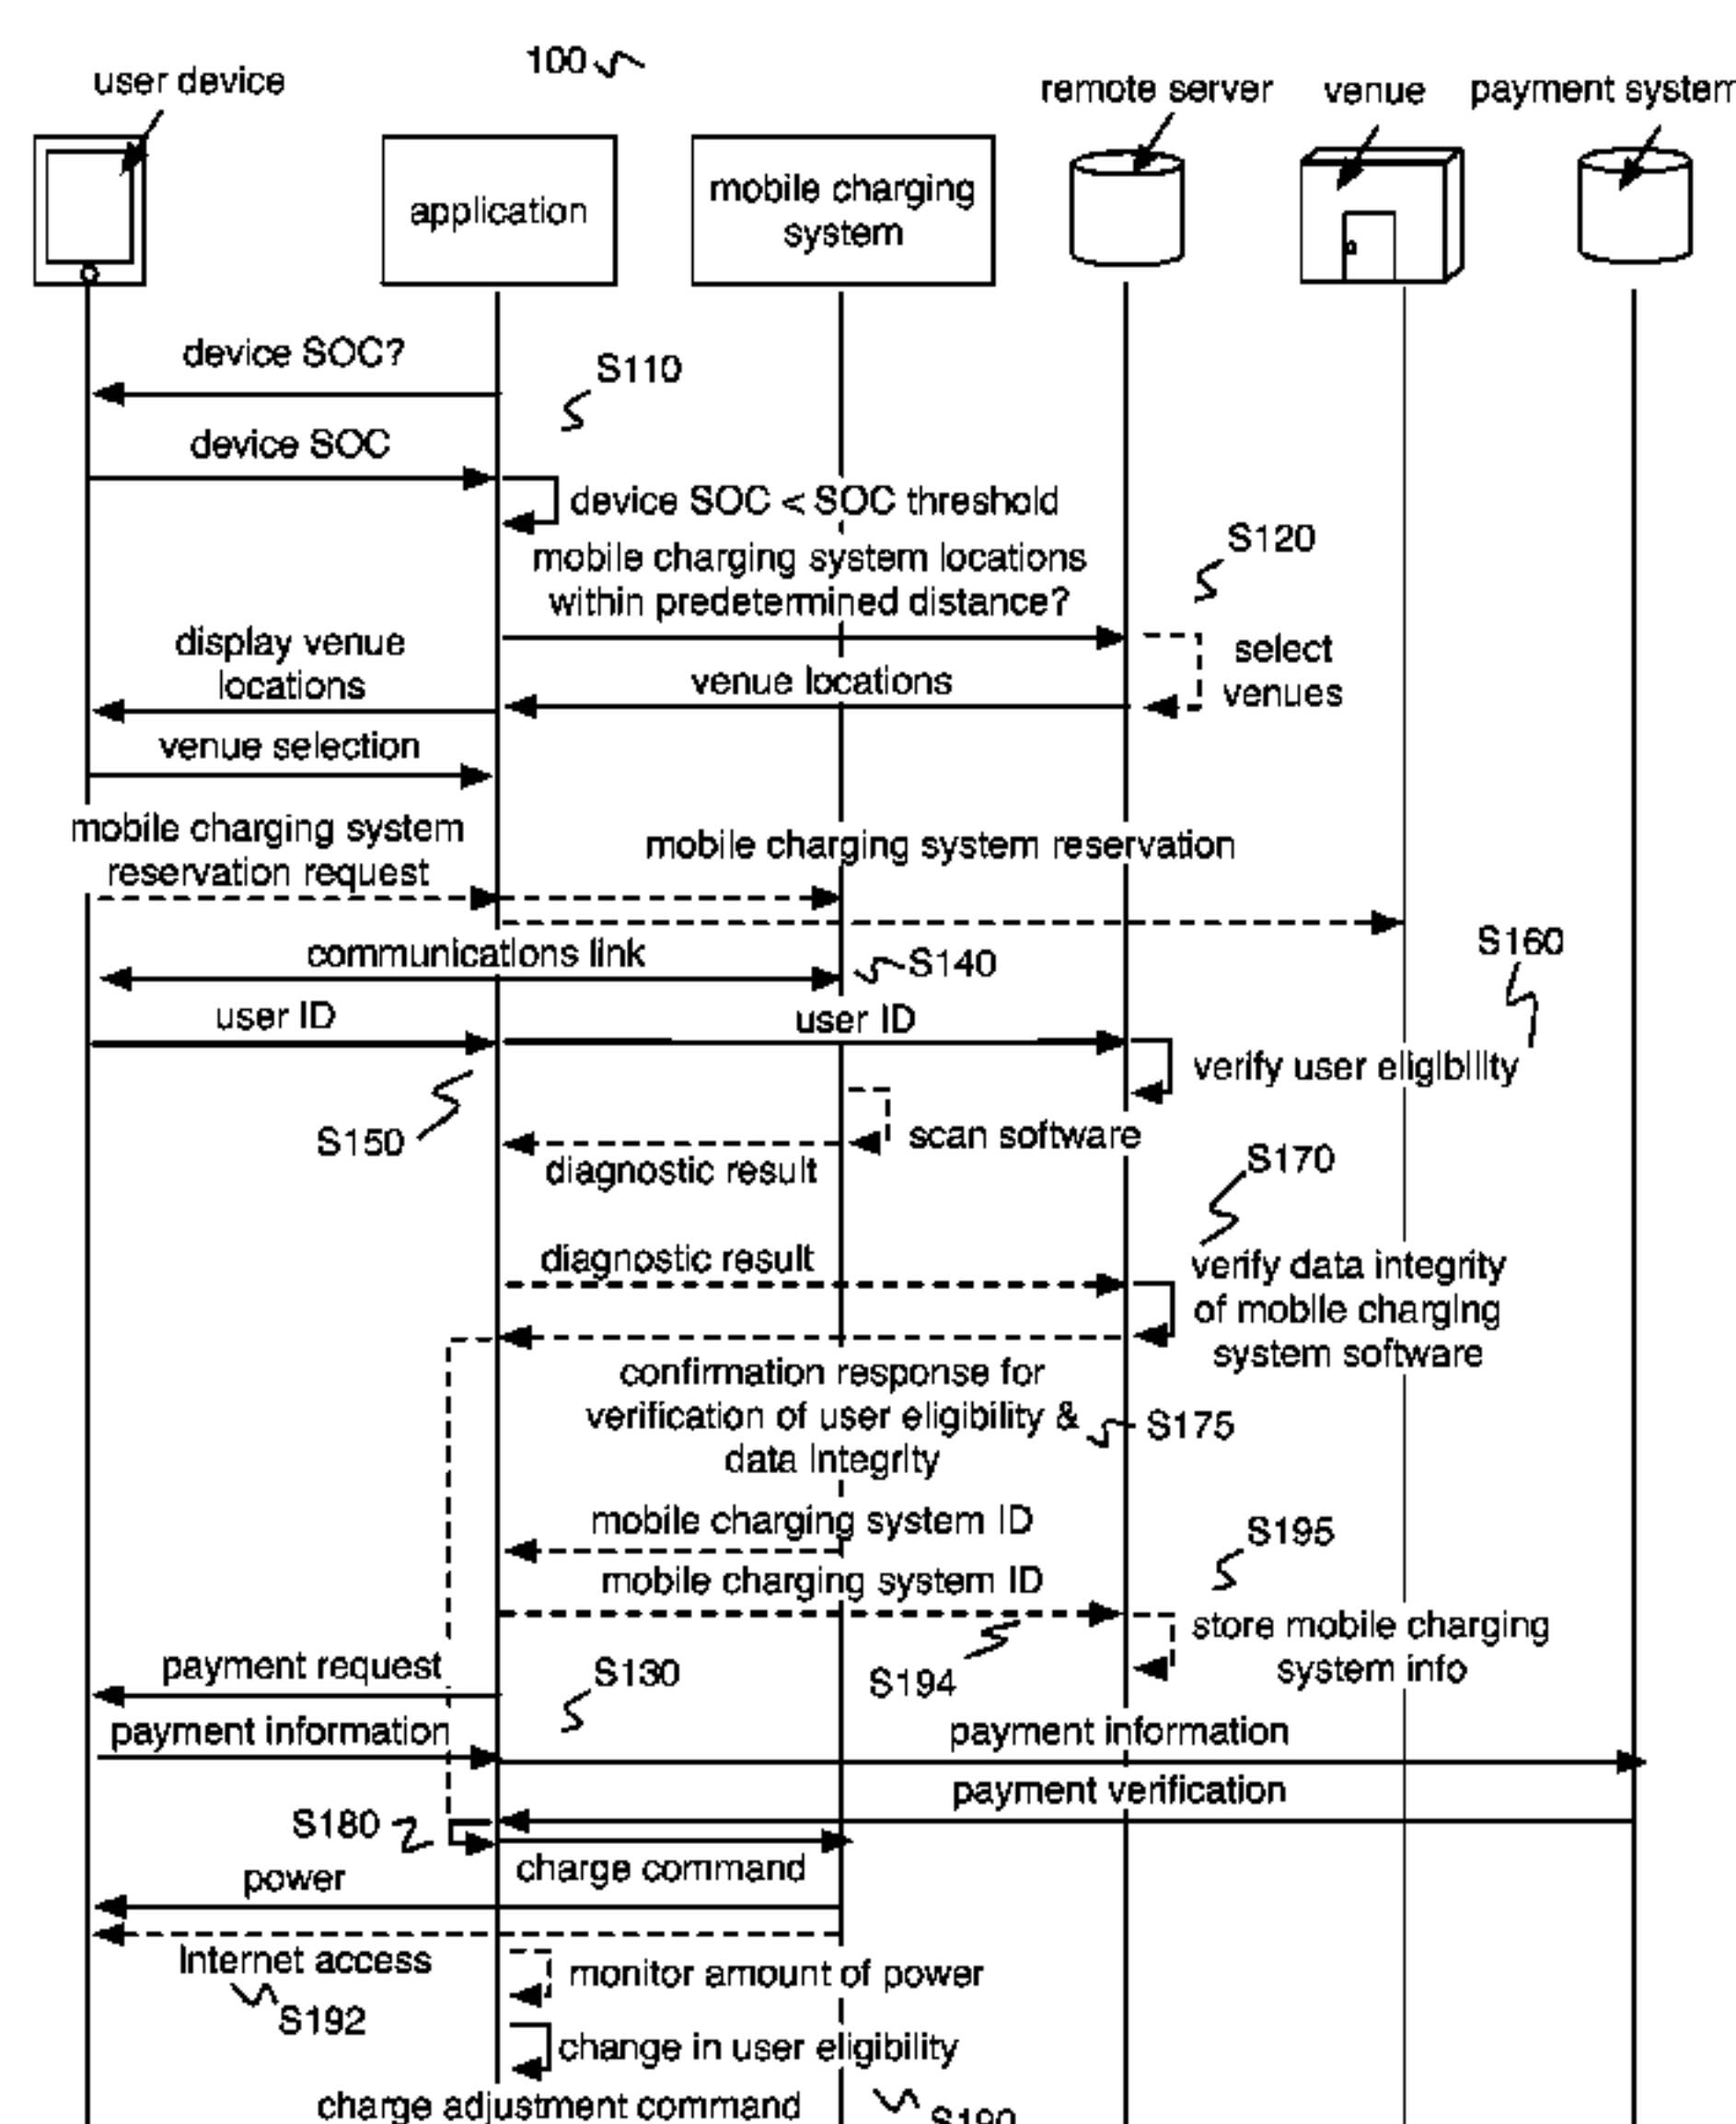 100
user device
remote server
venue
payment system
application
mobile charging
system
device SOC?
S110
device SOC
device SOC < SOC threshold
S120
mobile charging system locations
within predetermined distance?
display venue
locations
select
venues
venue locations
venue selection
mobile charging system
reservation request
mobile charging system reservation
communications link
S140
S160
user ID
user ID
verify user eligibility
S150
scan software
diagnostic result
S170
diagnostic result
verify data integrity
of mobile charging
system software
confirmation response for
verification of user eligibility &
data integrity
S175
mobile charging system ID
S195
mobile charging system ID
store mobile charging
system info
S194
payment request
S130
payment information
payment information
payment verification
S180
charge command
power
Internet access
monitor amount of power
S192
change in user eligibility
charge adjustment command
S190